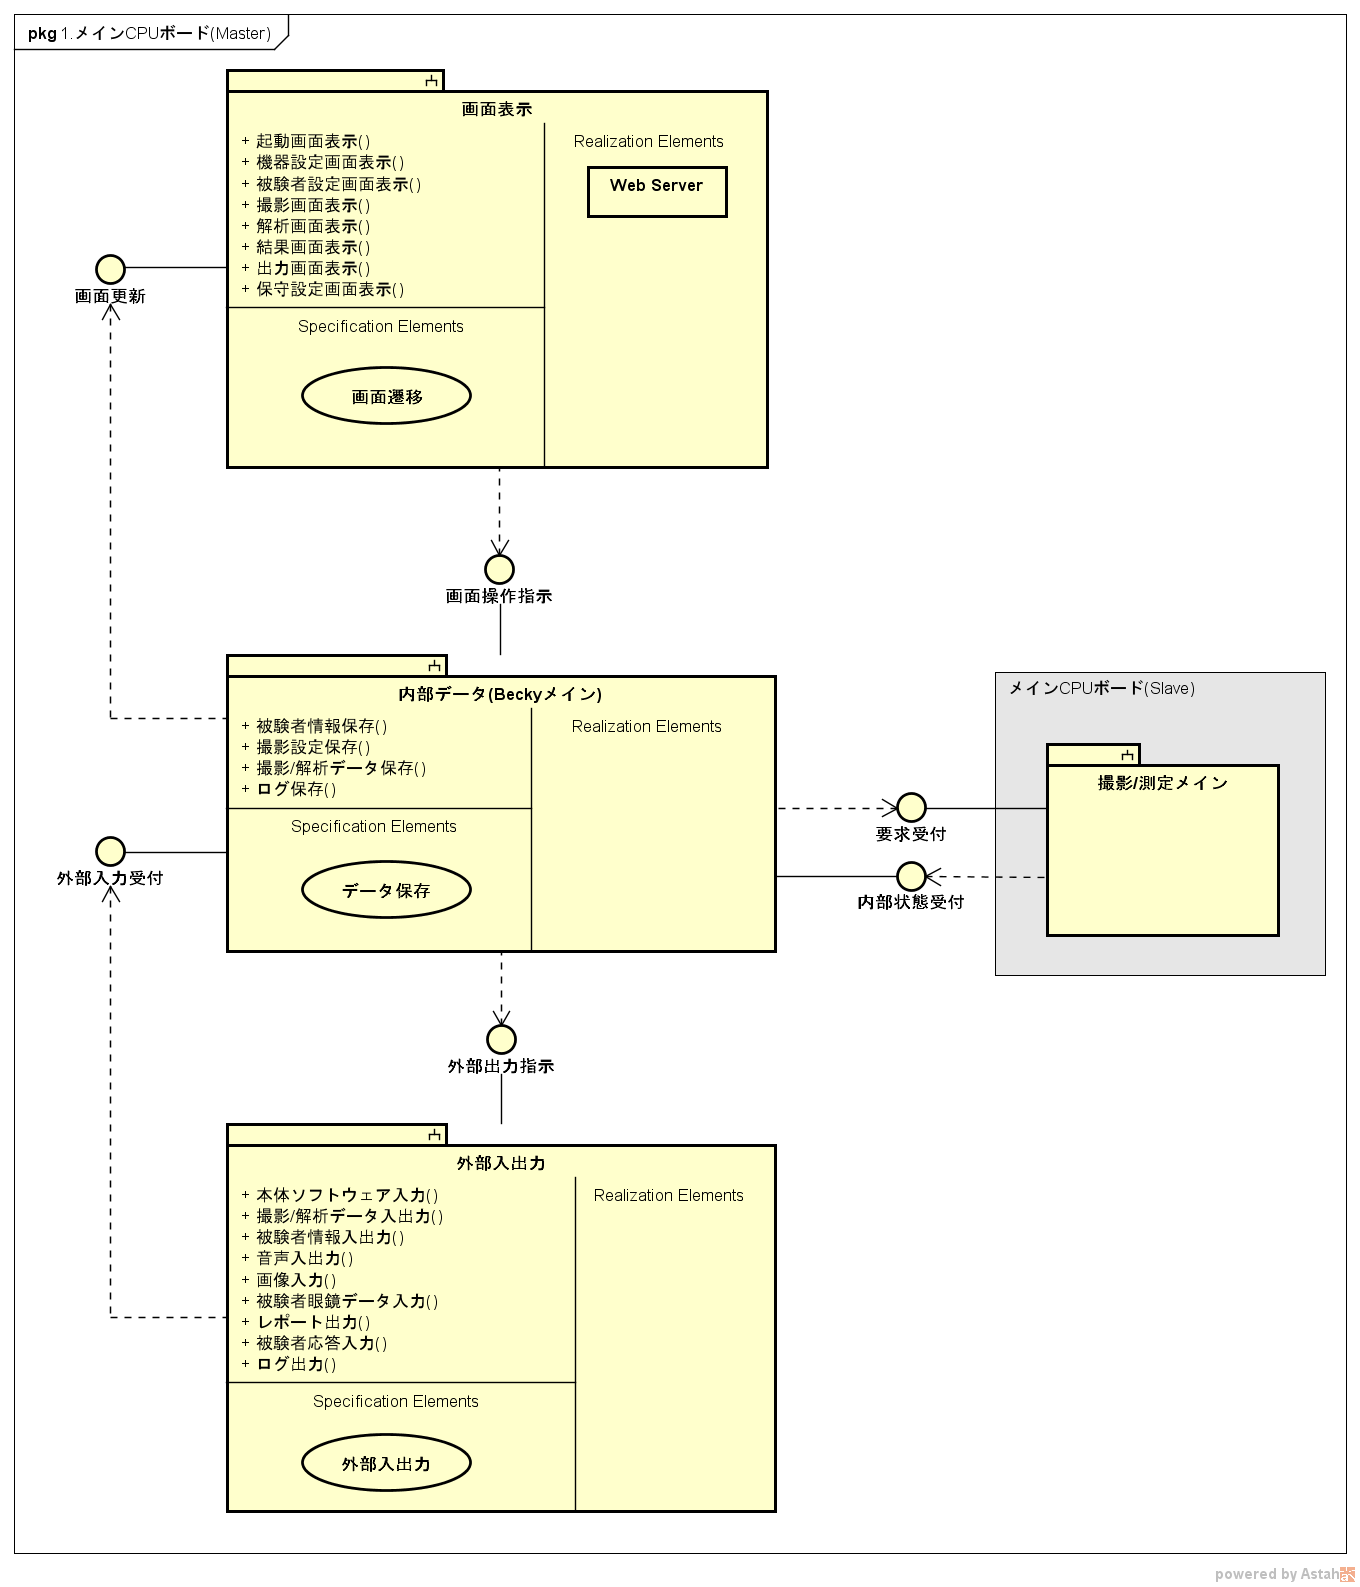 pkg 1.メインCPUボード(Master)
画面表示
+ 起動画面表示()
+ 機器設定画面表示()
+ 被験者設定画面表示()
+ 撮影画面表示()
+ 解析画面表示()
+ 結果画面表示()
+ 出力画面表示()
+ 保守設定画面表示()
Realization Elements
Web Server
Specification Elements
画面遷移
画面更新
画面操作指示
内部データ(Beckyメイン)
+ 被験者情報保存()
+ 撮影設定保存()
+ 撮影/解析データ保存()
+ ログ保存()
Realization Elements
Specification Elements
データ保存
メインCPUボード(Slave)
撮影/測定メイン
要求受付
内部状態受付
外部入力受付
外部出力指示
外部入出力
+ 本体ソフトウェア入力()
+ 撮影/解析データ入出力()
+ 被験者情報入出力()
+ 音声入出力()
+ 画像入力()
+ 被験者眼鏡データ入力()
+ レポート出力()
+ 被験者応答入力()
+ ログ出力()
Realization Elements
Specification Elements
外部入出力
powered by Astah